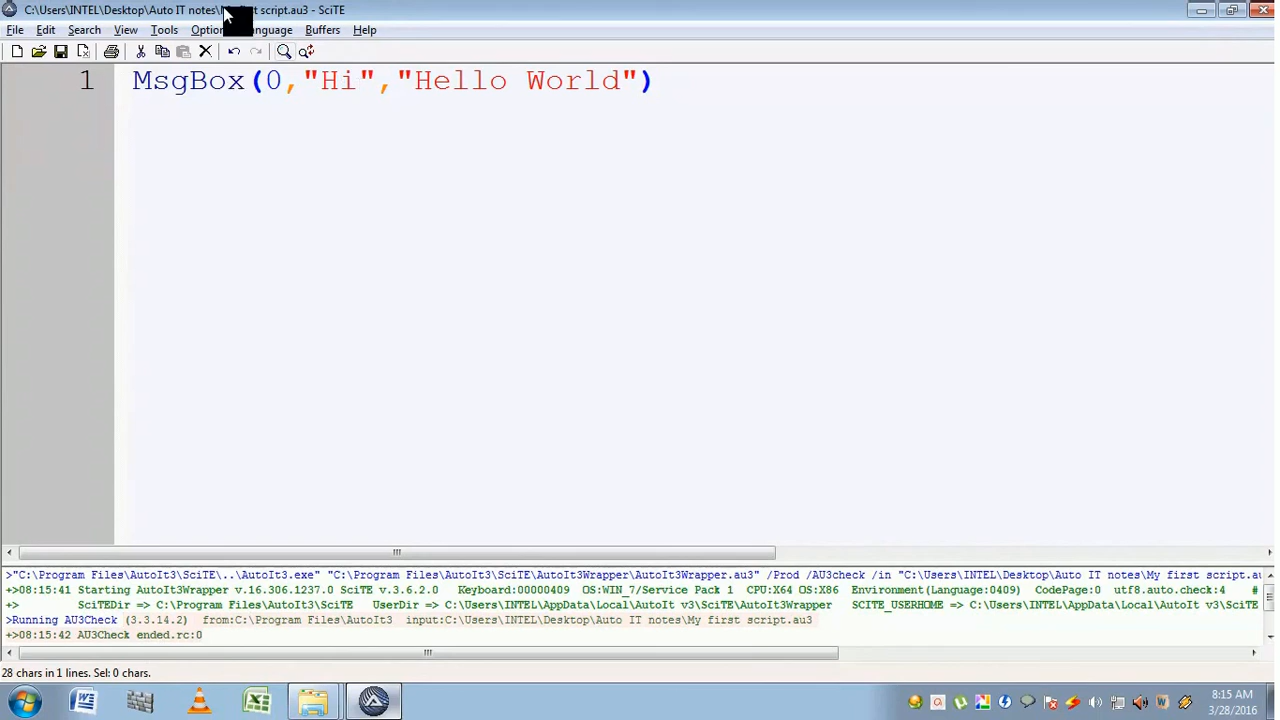 C:\Users\INTEL\Desktop\Auto IT notes\ script.au3 - SciTE
File Edit Search View Tools Language Buffers Help
1 MsgBox(0,"Hi","Hello World")
>"C:\Program Files\AutoIt3\SciTE\..\AutoIt3.exe" "C:\Program Files\AutoIt3\SciTE\AutoIt3Wrapper\AutoIt3Wrapper.au3" /Prod /AU3check /in "C:\Users\INTEL\Desktop\Auto IT notes\My first script.au
+>08:15:41 Starting AutoIt3Wrapper v.16.306.1237.0 SciTE v.3.6.2.0 Keyboard:00000409 OS:WIN_7/Service Pack 1 CPU:X64 OS:X86 Environment(Language:0409) CodePage:0 utf8.auto.check:4 #
+> SciTEDir => C:\Program Files\AutoIt3\SciTE UserDir => C:\Users\INTEL\AppData\Local\AutoIt v3\SciTE\AutoIt3Wrapper SCITE_USERHOME => C:\Users\INTEL\AppData\Local\AutoIt v3\SciTE
>Running AU3Check (3.3.14.2) from:C:\Program Files\AutoIt3 input:C:\Users\INTEL\Desktop\Auto IT notes\My first script.au3
+>08:15:42 AU3Check ended.rc:0
28 chars in 1 lines. Sel: 0 chars.
8:15 AM
3/28/2016